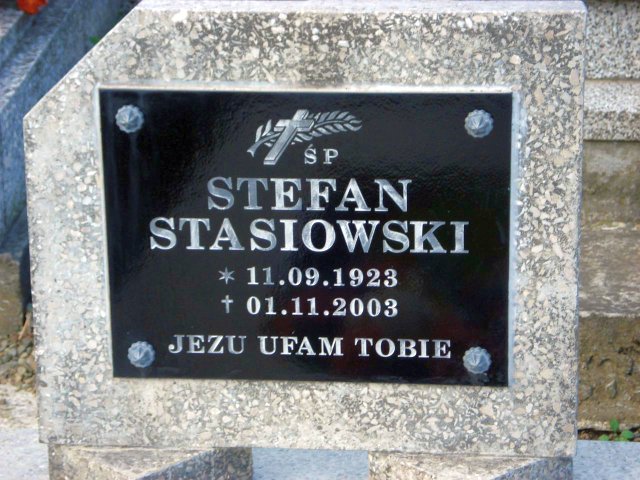 ŚP
STEFAN
STASIOWSKI
* 11.09.1923
† 01.11.2003
JEZU UFAM TOBIE